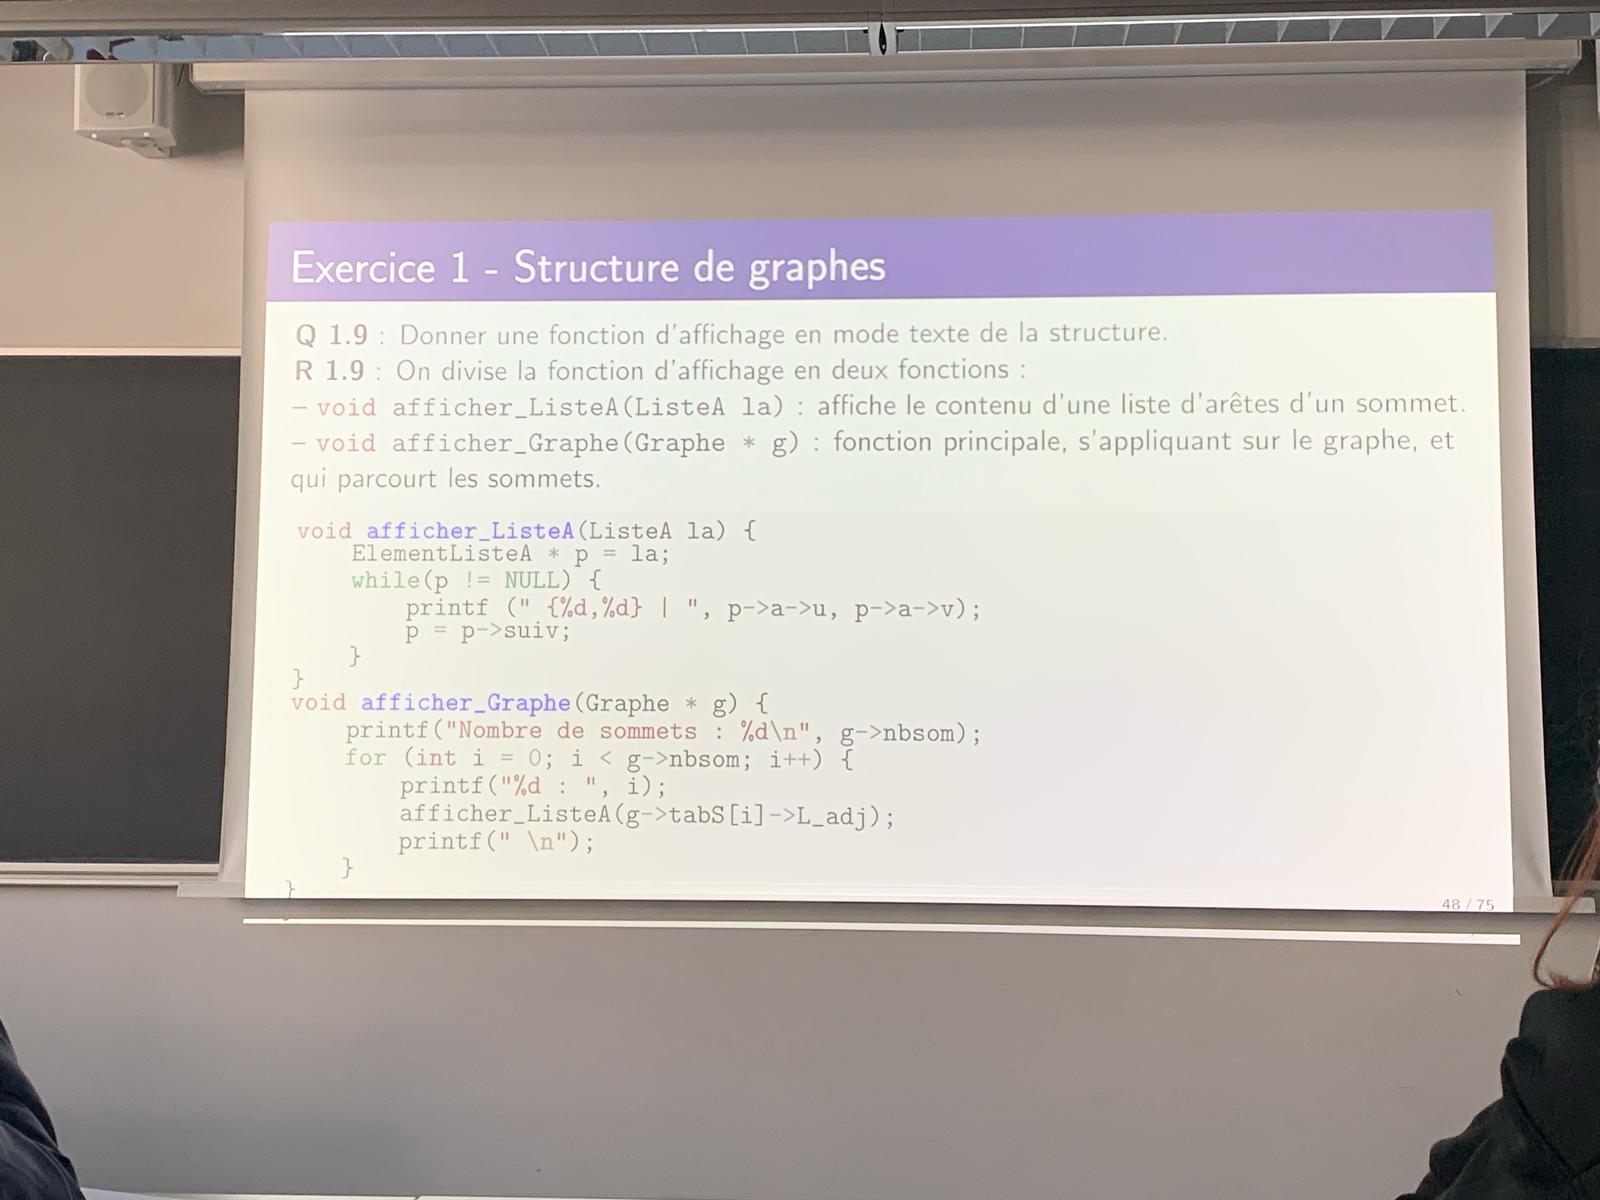 Exercice 1 - Structure de graphes
Q 1.9 : Donner une fonction d'affichage en mode texte de la structure.
R 1.9 : On divise la fonction d'affichage en deux fonctions :
– void afficher_ListeA(ListeA la) : affiche le contenu d'une liste d'arêtes d'un sommet.
– void afficher_Graphe(Graphe * g) : fonction principale, s'appliquant sur le graphe, et
qui parcourt les sommets.
void afficher_ListeA(ListeA la) {
    ElementListeA * p = la;
    while(p != NULL) {
        printf (" {%d,%d} | ", p->a->u, p->a->v);
        p = p->suiv;
    }
}
void afficher_Graphe(Graphe * g) {
    printf("Nombre de sommets : %d\n", g->nbsom);
    for (int i = 0; i < g->nbsom; i++) {
        printf("%d : ", i);
        afficher_ListeA(g->tabS[i]->L_adj);
        printf(" \n");
    }
}
48 / 75